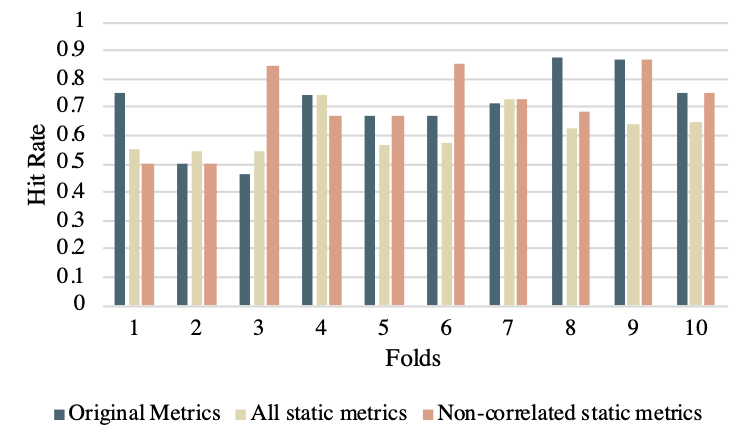 1
0.9
0.8
0.7
0.6
0.5
0.4
0.3
0.2
0.1
0
Hit Rate
1 2 3 4 5 6 7 8 9 10
Folds
Original Metrics All static metrics Non-correlated static metrics